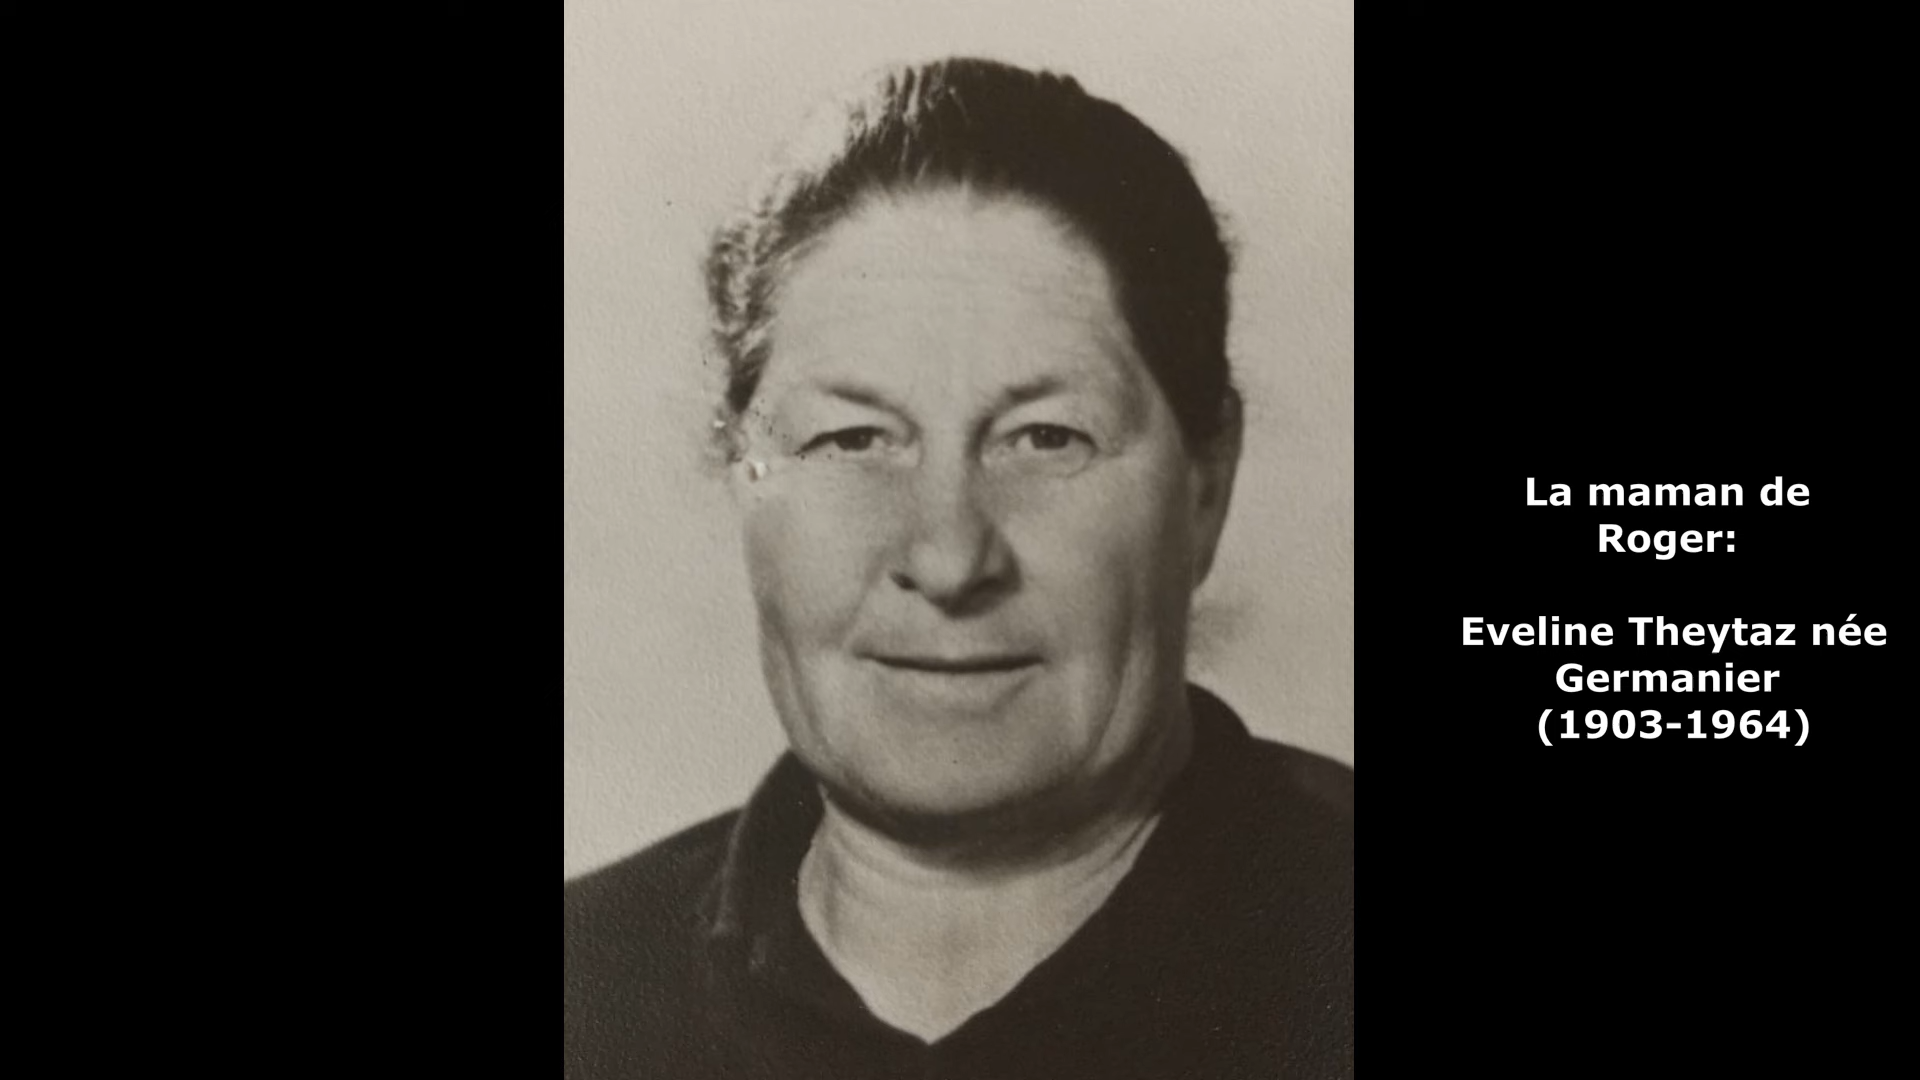 La maman de
Roger:
Eveline Theytaz née
Germanier
(1903-1964)